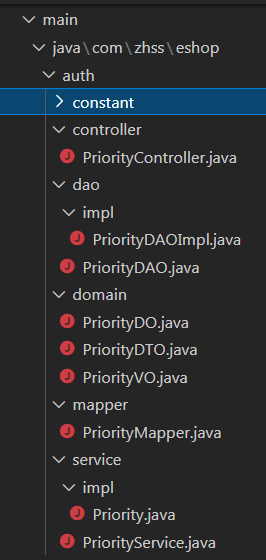 main
java\com\zhss\eshop
auth
constant
controller
J PriorityController.java
dao
impl
J PriorityDAOImpl.java
J PriorityDAO.java
domain
J PriorityDO.java
J PriorityDTO.java
J PriorityVO.java
mapper
J PriorityMapper.java
service
impl
J Priority.java
J PriorityService.java